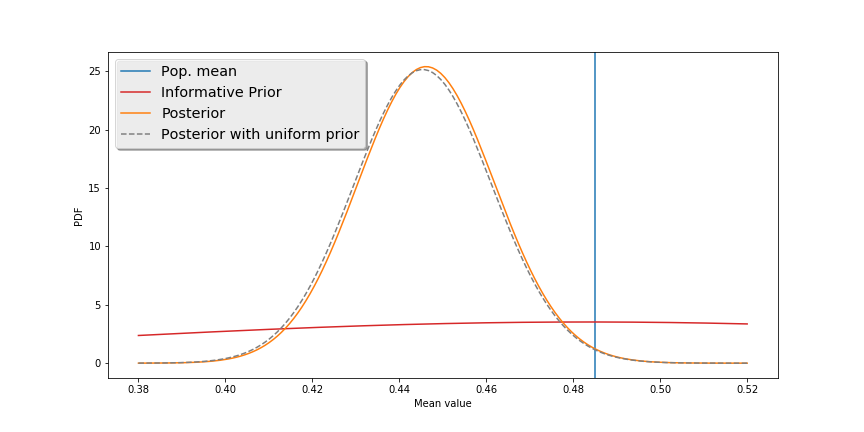 Pop. mean
Informative Prior
Posterior
Posterior with uniform prior
25
20
15
10
5
0
PDF
0.38 0.40 0.42 0.44 0.46 0.48 0.50 0.52
Mean value